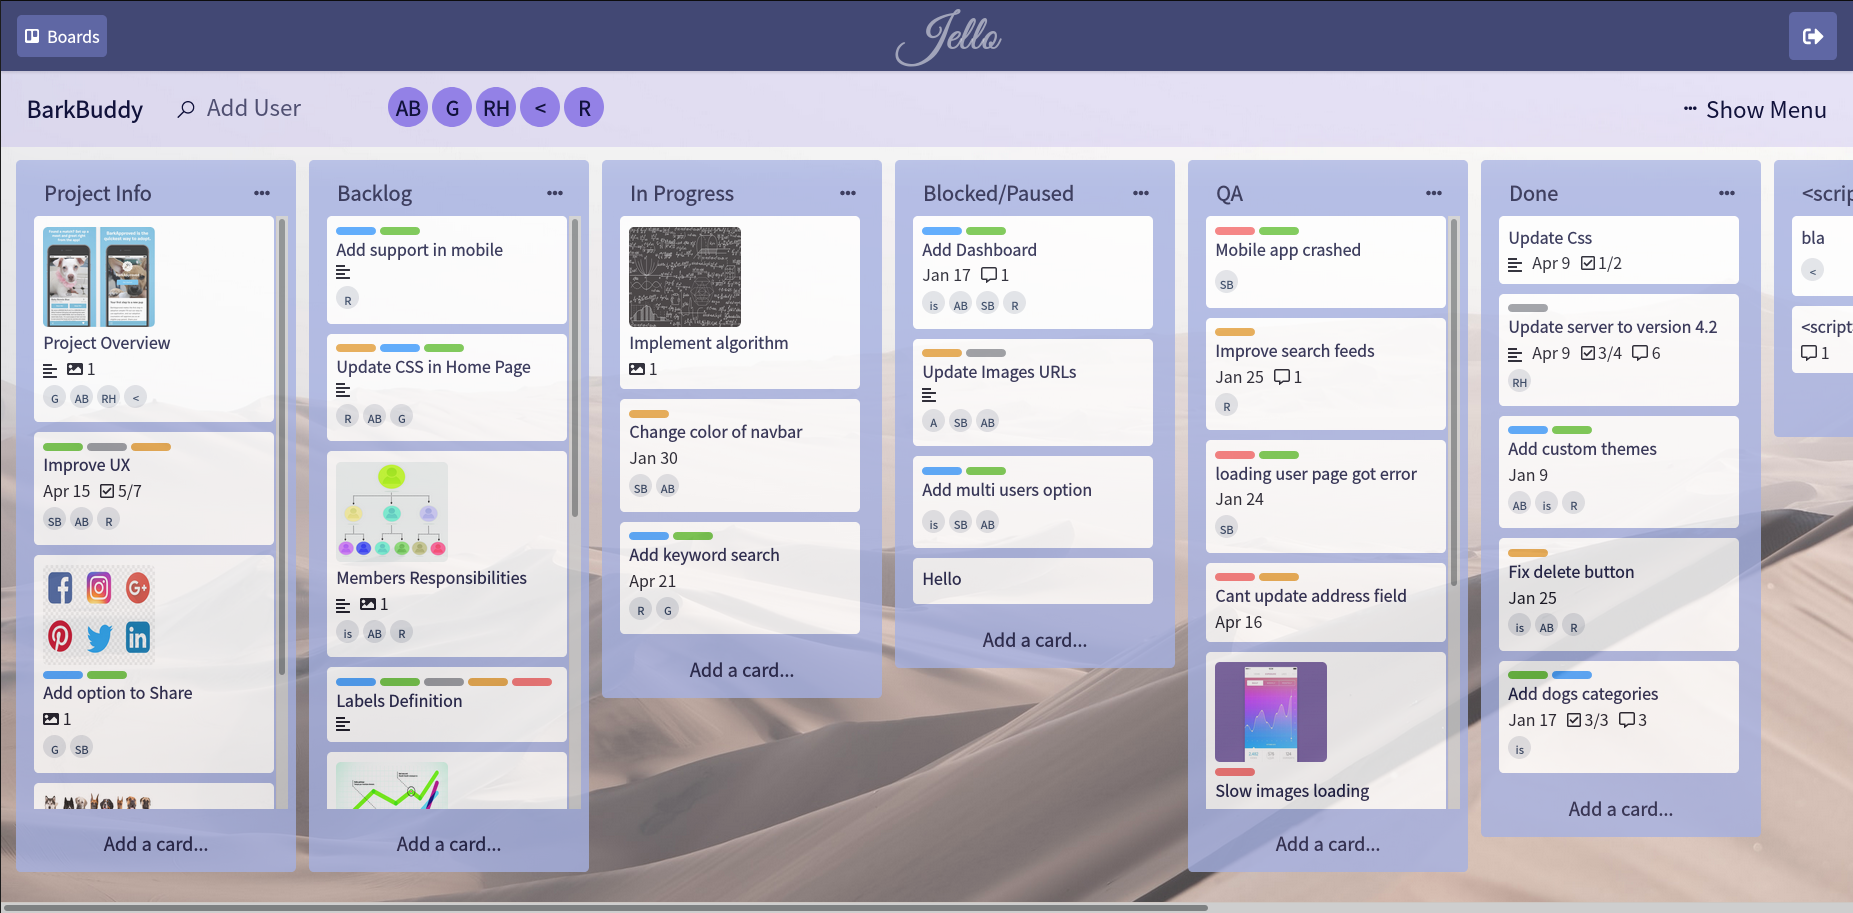 Boards
Jello
BarkBuddy
Add User
AB G RH < R
Show Menu
Project Info
Project Overview
1
G AB RH <
Improve UX
Apr 15 5/7
SB AB R
Add option to Share
1
G SB
Add a card...
Backlog
Add support in mobile
R
Update CSS in Home Page
R AB G
Members Responsibilities
1
is AB R
Labels Definition
Add a card...
In Progress
Implement algorithm
1
Change color of navbar
Jan 30
SB AB
Add keyword search
Apr 21
R G
Add a card...
Blocked/Paused
Add Dashboard
Jan 17 1
is AB SB R
Update Images URLs
A SB AB
Add multi users option
is SB AB
Hello
Add a card...
QA
Mobile app crashed
SB
Improve search feeds
Jan 25 1
R
loading user page got error
Jan 24
SB
Cant update address field
Apr 16
Slow images loading
Add a card...
Done
Update Css
Apr 9 1/2
Update server to version 4.2
Apr 9 3/4 6
RH
Add custom themes
Jan 9
AB is R
Fix delete button
Jan 25
is AB R
Add dogs categories
Jan 17 3/3 3
is
Add a card...
<scrip
bla
<
<script
1